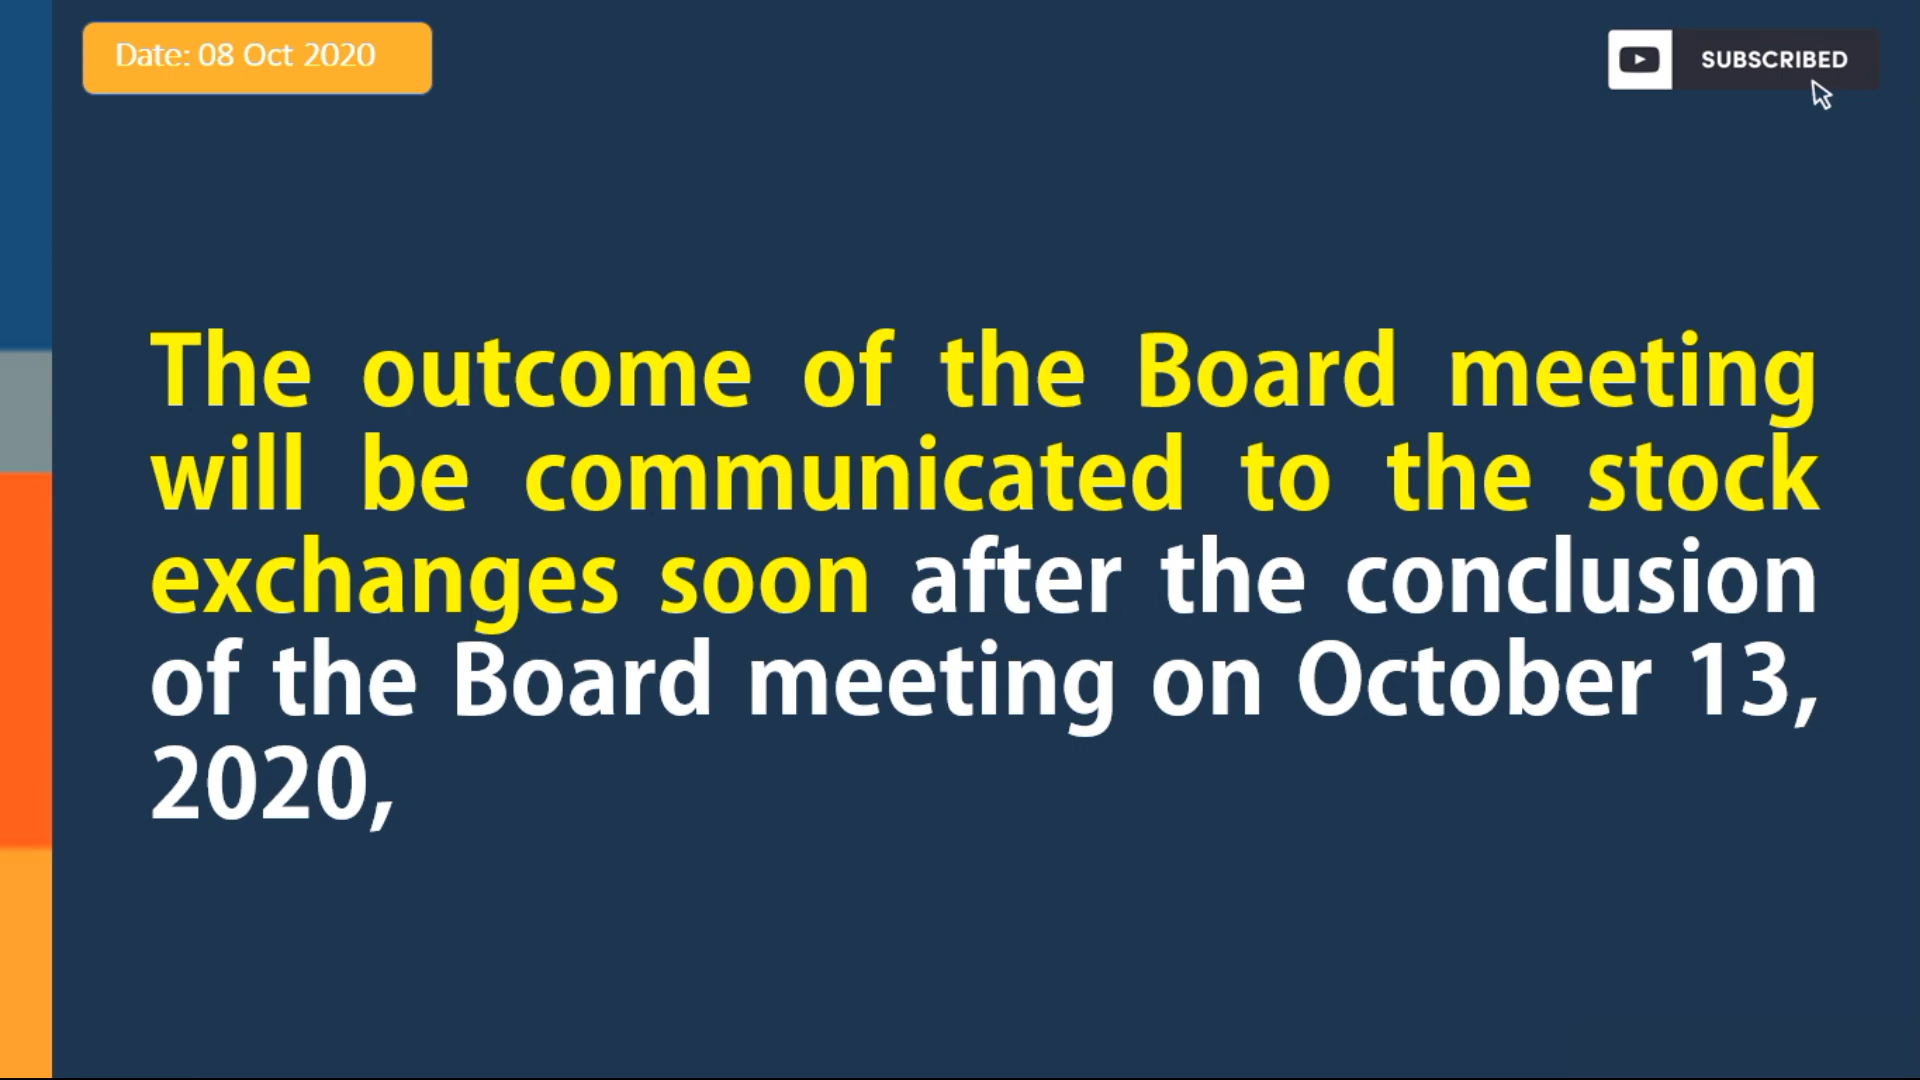 Date: 08 Oct 2020
SUBSCRIBED
The outcome of the Board meeting
will be communicated to the stock
exchanges soon after the conclusion
of the Board meeting on October 13,
2020,